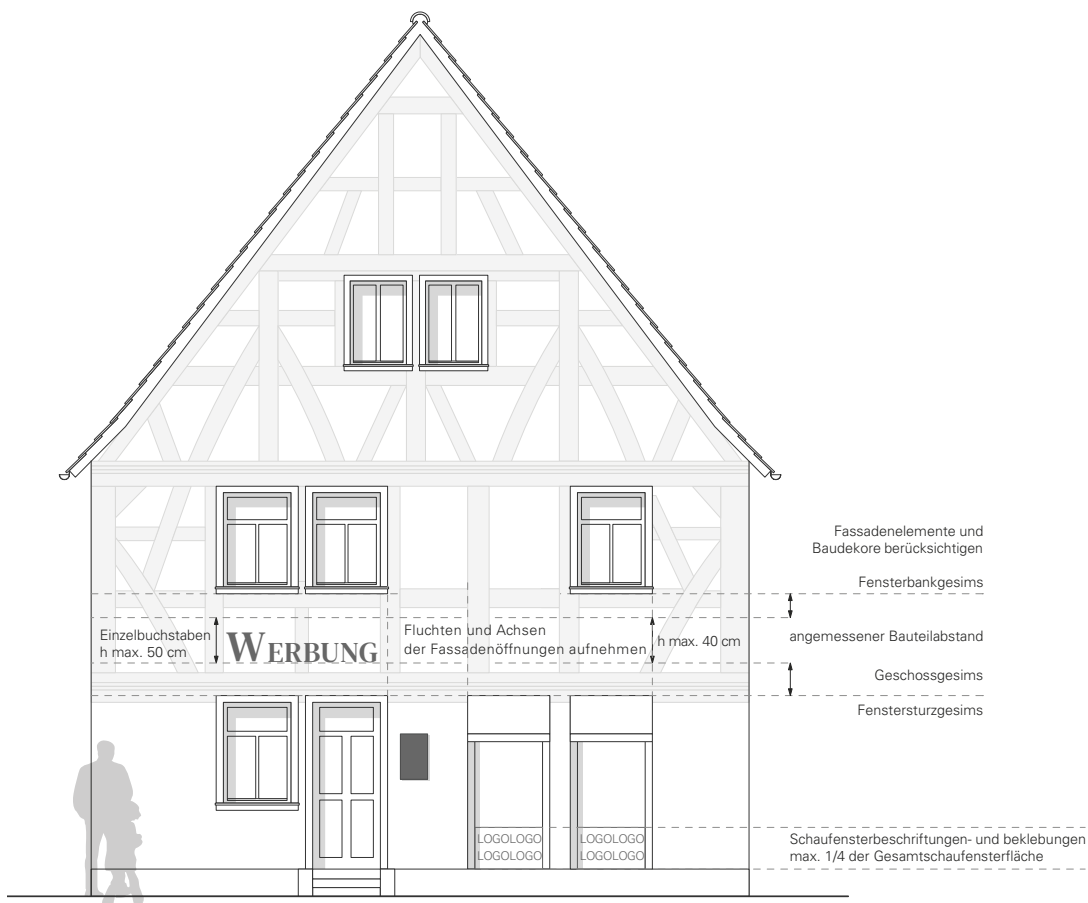 Fassadenelemente und
Baudekore berücksichtigen
Fensterbankgesims
Einzelbuchstaben
h max. 50 cm
WERBUNG
Fluchten und Achsen
der Fassadenöffnungen aufnehmen
h max. 40 cm
angemessener Bauteilabstand
Geschossgesims
Fenstersturzgesims
LOGOLOGO
LOGOLOGO
LOGOLOGO
LOGOLOGO
Schaufensterbeschriftungen- und beklebungen
max. 1/4 der Gesamtschaufensterfläche